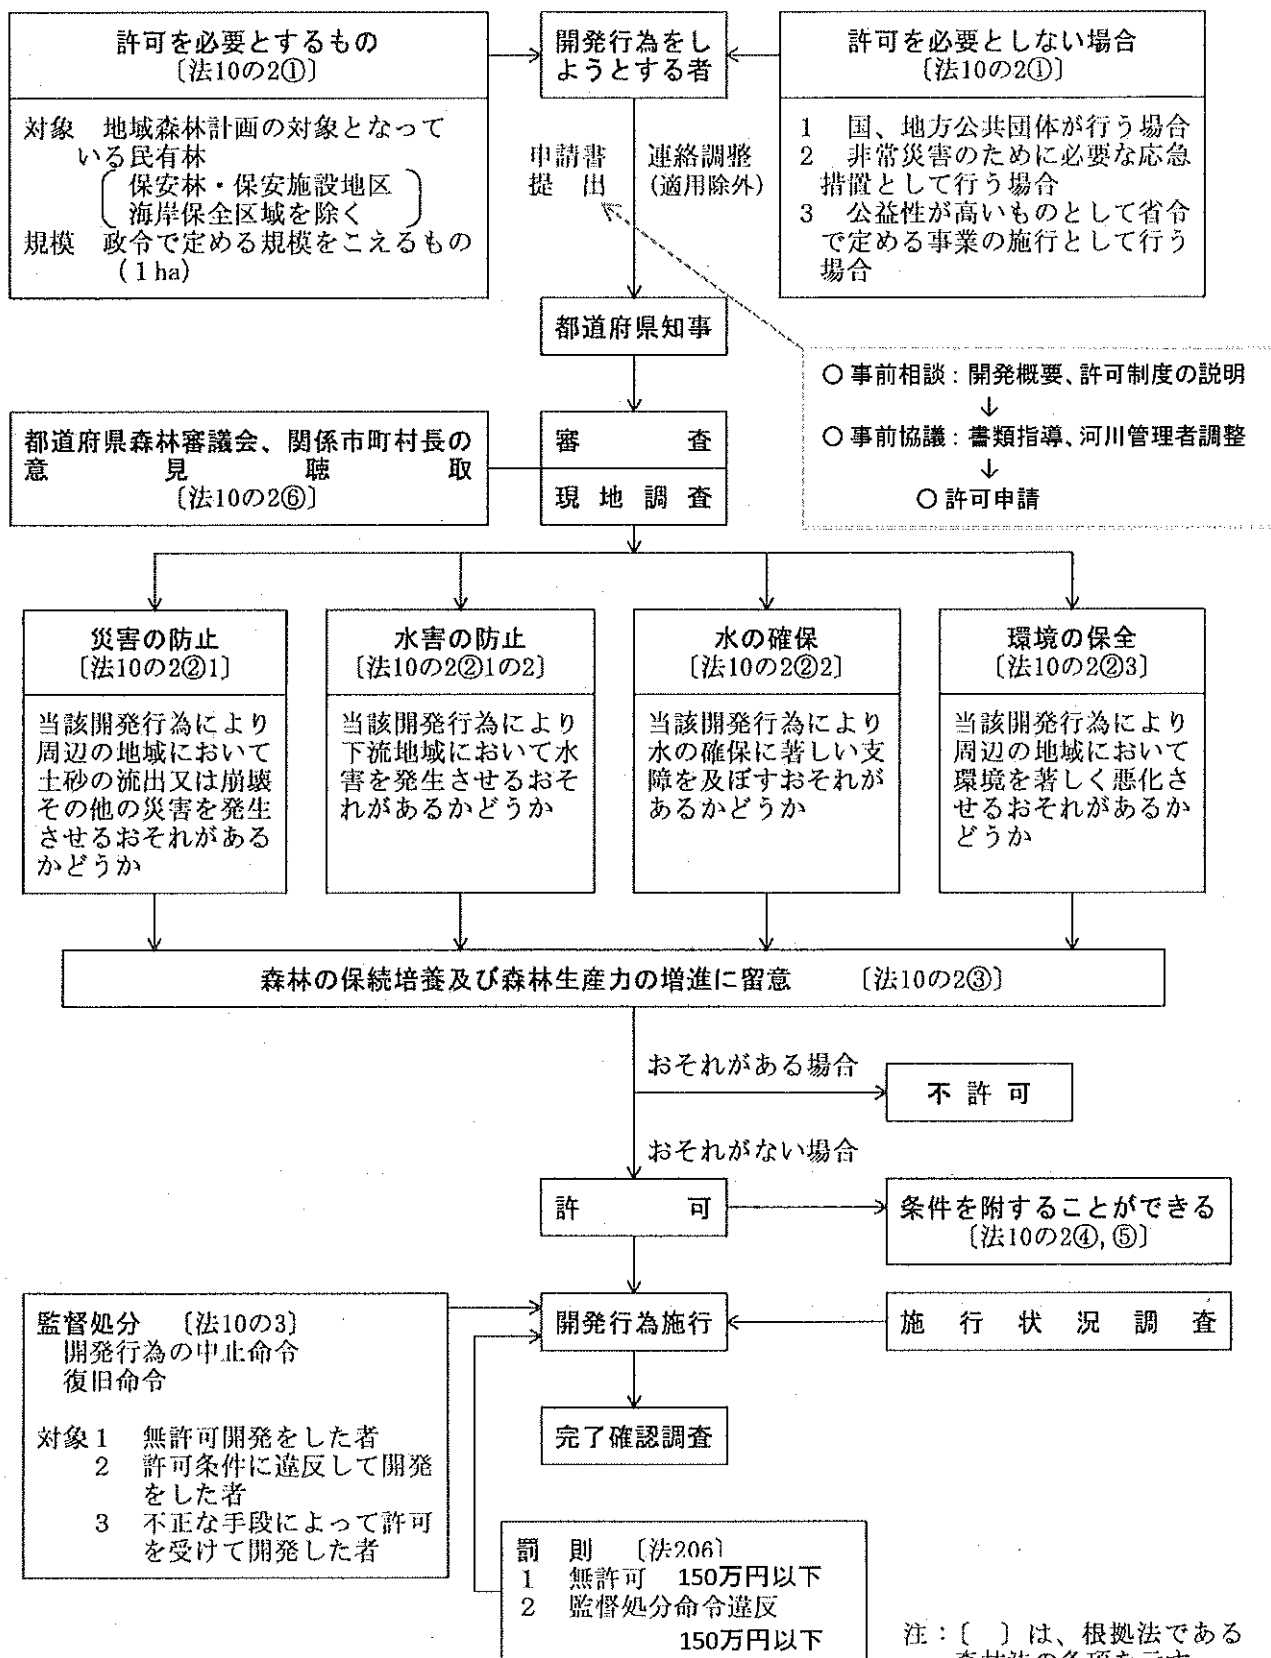 許可を必要とするもの
〔法10の2①〕
対象 地域森林計画の対象となって
いる民有林
保安林・保安施設地区
海岸保全区域を除く
規模 政令で定める規模をこえるもの
(1ha)
開発行為をし
ようとする者
許可を必要としない場合
〔法10の2①〕
1 国、地方公共団体が行う場合
2 非常災害のために必要な応急
措置として行う場合
3 公益性が高いものとして省令
で定める事業の施行として行う
場合
申請書
提出
連絡調整
(適用除外)
都道府県知事
○事前相談：開発概要、許可制度の説明
↓
○事前協議：書類指導、河川管理者調整
↓
○許可申請
都道府県森林審議会、関係市町村長の
意見聴取
〔法10の2⑥〕
審査
現地調査
災害の防止
〔法10の2②1〕
当該開発行為により
周辺の地域において
土砂の流出又は崩壊
その他の災害を発生
させるおそれがある
かどうか
水害の防止
〔法10の2②1の2〕
当該開発行為により
下流地域において水
害を発生させるおそ
れがあるかどうか
水の確保
〔法10の2②2〕
当該開発行為により
水の確保に著しい支
障を及ぼすおそれが
あるかどうか
環境の保全
〔法10の2②3〕
当該開発行為により
周辺の地域において
環境を著しく悪化さ
せるおそれがあるか
どうか
森林の保続培養及び森林生産力の増進に留意 〔法10の2③〕
おそれがある場合
不許可
おそれがない場合
許可
条件を附することができる
〔法10の2④,⑤〕
監督処分 〔法10の3〕
開発行為の中止命令
復旧命令
対象1 無許可開発をした者
2 許可条件に違反して開発
をした者
3 不正な手段によって許可
を受けて開発した者
開発行為施行
施行状況調査
完了確認調査
罰則 〔法206〕
1 無許可 150万円以下
2 監督処分命令違反
150万円以下
注：〔 〕は、根拠法である